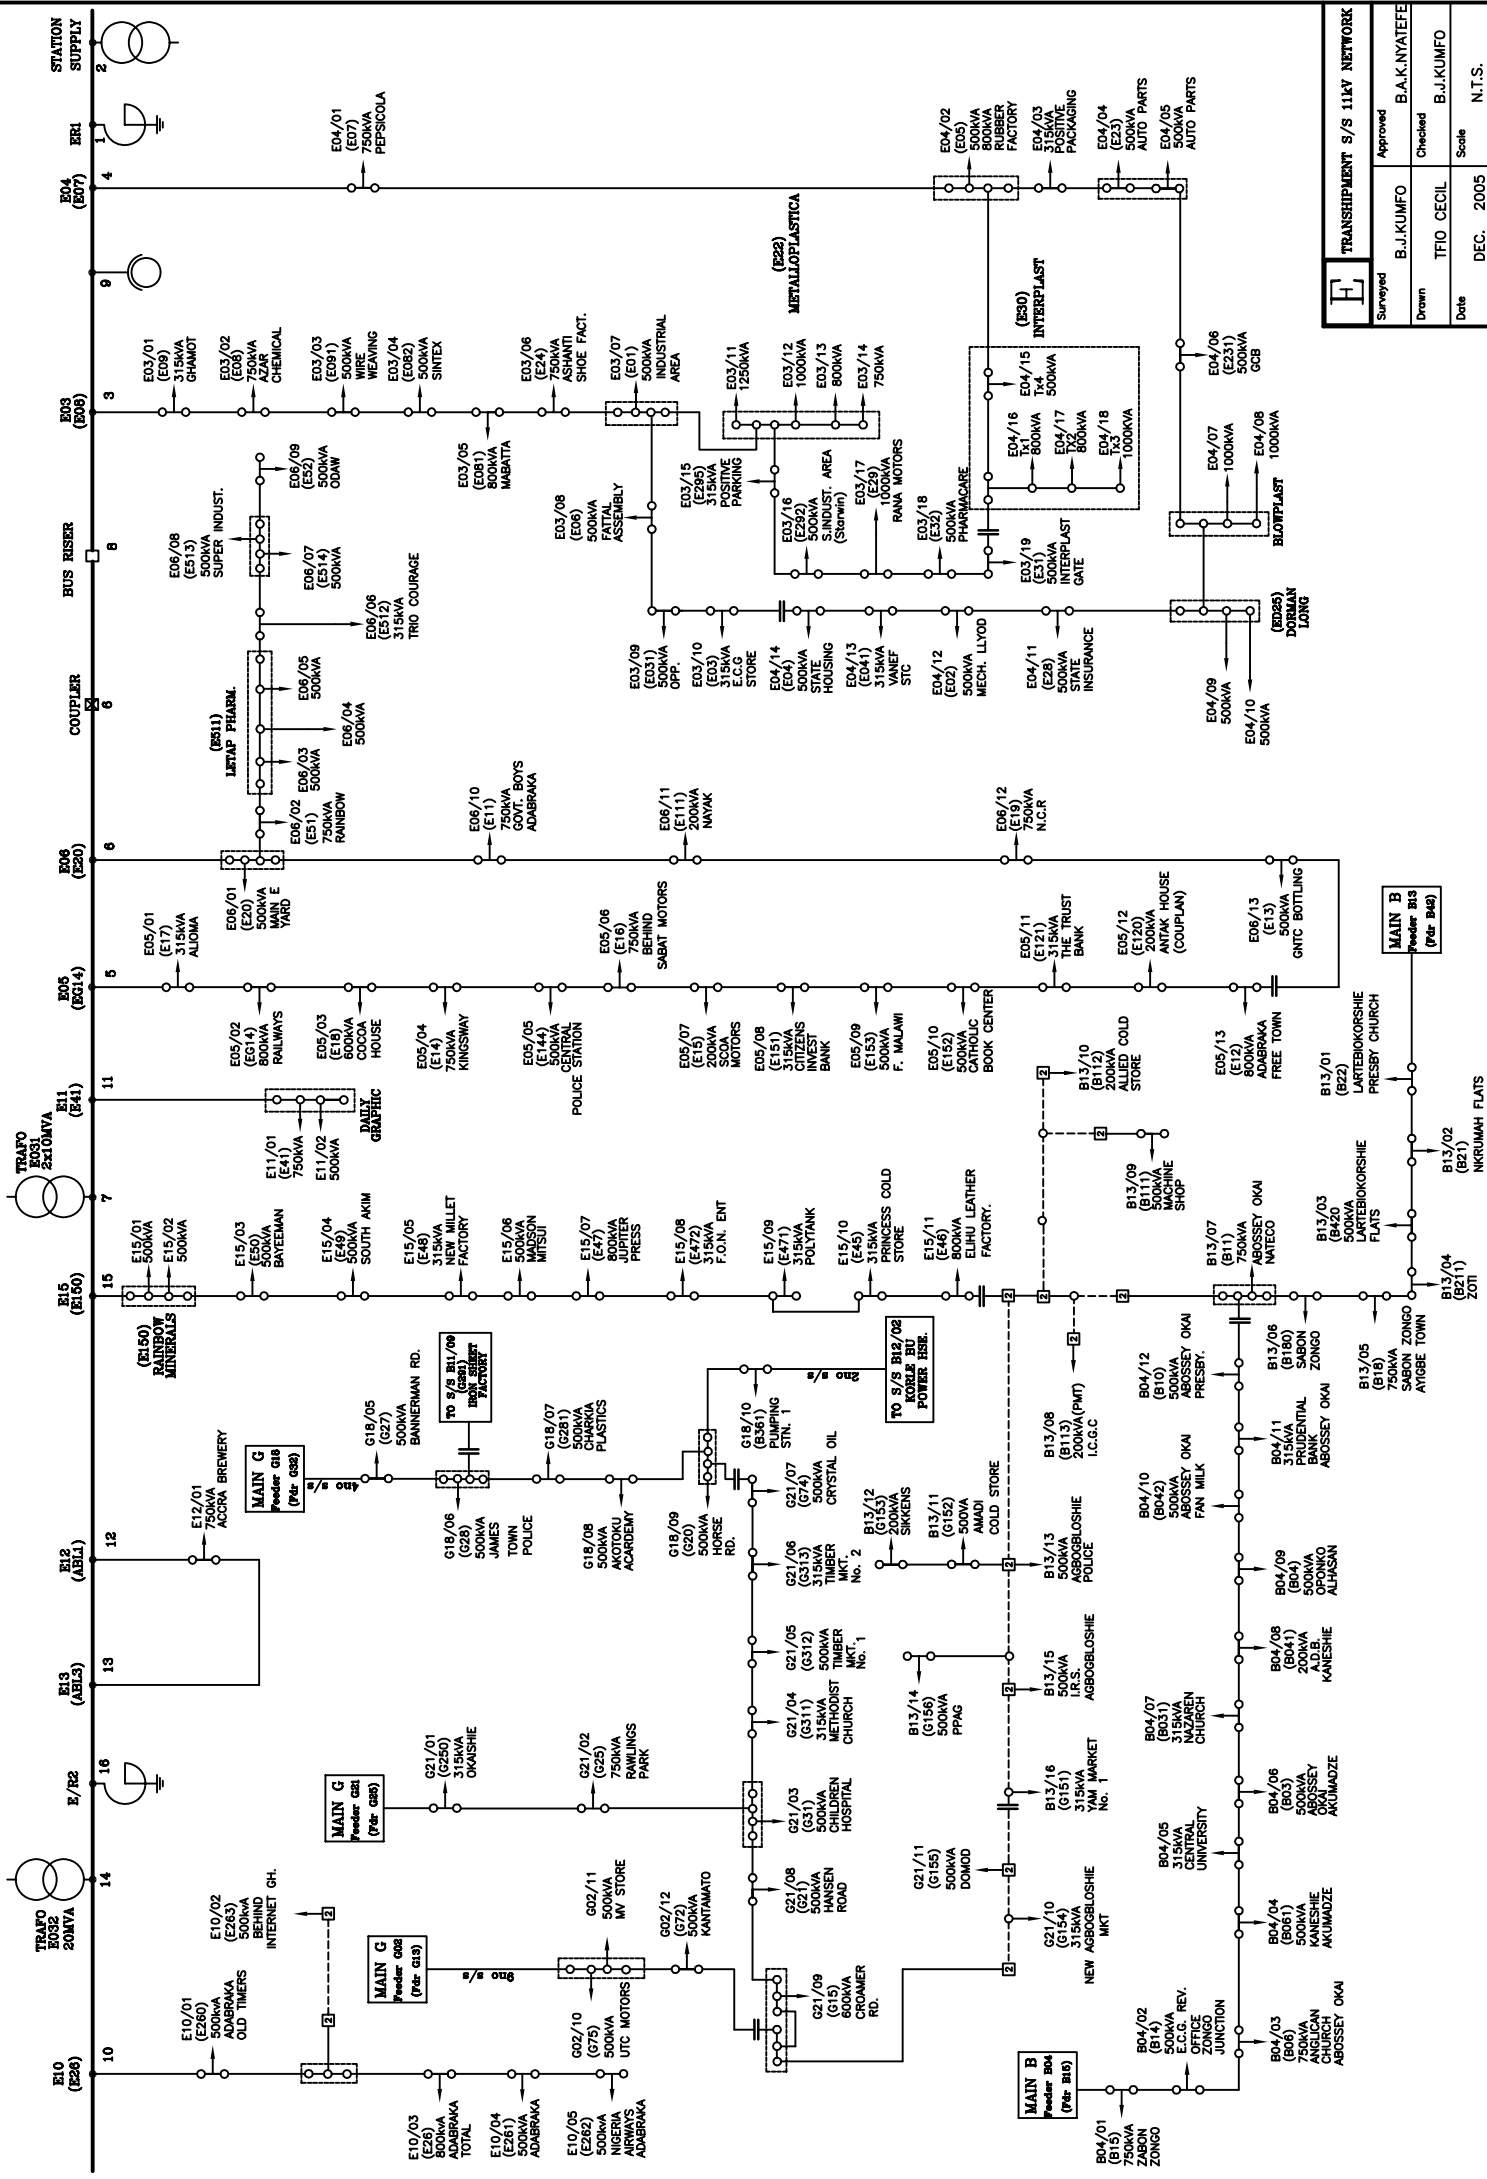 STATION
SUPPLY
2
ER1
1
E04
(E07)
4
9
E03
(E08)
3
BUS RISER
8
COUPLER
6
E06
(E20)
6
E05
(EG14)
5
E11
(E41)
11
TRAFO
E031
2x10MVA
7
E15
(E150)
15
E12
(ABL1)
12
E13
(ABL3)
13
E/R2
16
TRAFO
E032
20MVA
14
E10
(E26)
10
E04/01
(E07)
750kVA
PEPSICOLA
E04/02
(E05)
500kVA
800kVA
RUBBER
FACTORY
E04/03
315kVA
POSITIVE
PACKAGING
E04/04
(E23)
500kVA
AUTO PARTS
E04/05
500kVA
AUTO PARTS
E04/06
(E231)
500kVA
GCB
E04/07
1000kVA
E04/08
1000kVA
BLOWPLAST
(ED25)
DORMAN
LONG
E04/09
500kVA
E04/10
500kVA
E04/11
(E28)
500kVA
STATE
INSURANCE
E04/12
(E02)
500kVA
MECH. LLYOD
E04/13
(E041)
315kVA
VANEF
STC
E04/14
(E04)
500kVA
STATE
HOUSING
(E30)
INTERPLAST
E04/15
Tx4
500kVA
E04/16
Tx1
800kVA
E04/17
TX2
800kVA
E04/18
Tx3
1000KVA
E03/01
(E09)
315kVA
GHAMOT
E03/02
(E08)
750kVA
AZAR
CHEMICAL
E03/03
(E091)
500kVA
WIRE
WEAVING
E03/04
(E082)
500kVA
SINTEX
E03/05
(E081)
800kVA
MABATTA
E03/06
(E24)
750kVA
ASHANTI
SHOE FACT.
E03/07
(E01)
500kVA
INDUSTRIAL
AREA
E03/08
(E06)
500kVA
FATTAL
ASSEMBLY
E03/09
(E031)
500kVA
OPP.
E03/10
(E03)
315kVA
E.C.G
STORE
(E22)
METALLOPLASTICA
E03/11
1250kVA
E03/12
1000kVA
E03/13
800kVA
E03/14
750kVA
E03/15
(E295)
315kVA
POSITIVE
PARKING
E03/16
(E292)
500kVA
S.INDUST. AREA
(Starwin)
E03/17
(E29)
1000kVA
RANA MOTORS
E03/18
(E32)
500kVA
PHARMACARE
E03/19
(E31)
500kVA
INTERPLAST
GATE
E06/01
(E20)
500kVA
MAIN E
YARD
E06/02
(E51)
750kVA
RAINBOW
(E511)
LETAP PHARM.
E06/03
500kVA
E06/04
500kVA
E06/05
500kVA
E06/06
(E512)
315kVA
TRIO COURAGE
E06/07
(E514)
500kVA
E06/08
(E513)
500kVA
SUPER INDUST.
E06/09
(E52)
500kVA
ODAW
E06/10
(E11)
750kVA
GOVT. BOYS
ADABRAKA
E06/11
(E111)
200kVA
NAYAK
E06/12
(E19)
750kVA
N.C.R
E06/13
(E13)
500kVA
GNTC BOTTLING
E05/01
(E17)
315kVA
ALIOMA
E05/02
(EG14)
800kVA
RAILWAYS
E05/03
(E18)
600kVA
COCOA
HOUSE
E05/04
(E14)
750kVA
KINGSWAY
E05/05
(E144)
500kVA
CENTRAL
POLICE STATION
E05/06
(E16)
750kVA
BEHIND
SABAT MOTORS
E05/07
(E15)
200kVA
SCOA
MOTORS
E05/08
(E151)
315kVA
CITIZENS
INVEST
BANK
E05/09
(E153)
500kVA
F. MALAWI
E05/10
(E152)
500kVA
CATHOLIC
BOOK CENTER
E05/11
(E121)
315kVA
THE TRUST
BANK
E05/12
(E120)
200kVA
ANTAK HOUSE
(COUPLAN)
E05/13
(E12)
800kVA
ADABRAKA
FREE TOWN
E11/01
(E41)
750kVA
E11/02
500kVA
DAILY
GRAPHIC
(E150)
RAINBOW
MINERALS
E15/01
500kVA
E15/02
500kVA
E15/03
(E50)
500kVA
BAYEEMAN
E15/04
(E49)
500kVA
SOUTH AKIM
E15/05
(E48)
315kVA
NEW MILLET
FACTORY
E15/06
500kVA
MADSON
MITSUI
E15/07
(E47)
800kVA
JUPITER
PRESS
E15/08
(E472)
315kVA
F.O.N. ENT
E15/09
(E471)
315kVA
POLYTANK
E15/10
(E45)
315kVA
PRINCESS COLD
STORE
E15/11
(E46)
800kVA
ELIHU LEATHER
FACTORY.
E12/01
750kVA
ACCRA BREWERY
MAIN G
Feeder G18
(Fdr G32)
4no s/s
G18/05
(G27)
500kVA
BANNERMAN RD.
TO S/S B11/09
(G291)
IRON SHEET
FACTORY
G18/06
(G28)
500kVA
JAMES
TOWN
POLICE
G18/07
(G281)
500kVA
CHARKIA
PLASTICS
G18/08
500kVA
AKOTOKU
ACARDEMY
G18/09
(G20)
500kVA
HORSE
RD.
G18/10
(B361)
PUMPING
STN. 1
2no s/s
TO S/S B12/02
KORLE BU
POWER HSE.
MAIN G
Feeder G21
(Fdr G25)
G21/01
(G250)
315kVA
OKAISHIE
G21/02
(G25)
750kVA
RAWLINGS
PARK
G21/03
(G31)
500kVA
CHILDREN
HOSPITAL
G21/04
(G311)
315kVA
METHODIST
CHURCH
G21/05
(G312)
500kVA
TIMBER
MKT.
No. 1
G21/06
(G313)
315kVA
TIMBER
MKT.
No. 2
G21/07
(G74)
500kVA
CRYSTAL OIL
G21/08
(G21)
500kVA
HANSEN
ROAD
G21/09
(G15)
600kVA
CROAMER
RD.
G21/10
(G154)
315kVA
NEW AGBOGBLOSHIE
MKT
G21/11
(G155)
500kVA
DOMOD
MAIN G
Feeder G02
(Fdr G13)
9no s/s
G02/10
(G75)
500kVA
UTC MOTORS
G02/11
500kVA
MV STORE
G02/12
(G72)
500kVA
KANTAMATO
E10/01
(E260)
500kvA
ADABRAKA
OLD TIMERS
E10/02
(E263)
500kvA
BEHIND
INTERNET GH.
2
2
E10/03
(E26)
800kvA
ADABRAKA
TOTAL
E10/04
(E261)
500kVA
ADABRAKA
E10/05
(E262)
500kvA
NIGERIA
AIRWAYS
ADABRAKA
MAIN B
Feeder B13
(Fdr B42)
B13/01
(B22)
LARTEBIOKORSHIE
PRESBY CHURCH
B13/02
(B21)
NKRUMAH FLATS
B13/03
(B420
500kVA
LARTEBIOKORSHIE
FLATS
B13/04
(B211)
ZOTI
B13/05
(B18)
750kVA
SABON ZONGO
AYIGBE TOWN
B13/06
(B180)
SABON
ZONGO
B13/07
(B11)
750kVA
ABOSSEY OKAI
NATECO
B13/08
(B113)
200kVA(PMT)
I.C.G.C
B13/09
(B111)
500kVA
MACHINE
SHOP
B13/10
(B112)
200kVA
ALLIED COLD
STORE
B13/11
(G152)
500VA
AMADI
COLD STORE
B13/12
(G153)
200kVA
SIKKENS
B13/13
500kVA
AGBOGBLOSHIE
POLICE
B13/14
(G156)
500kVA
PPAG
B13/15
500kVA
I.R.S.
AGBOGBLOSHIE
B13/16
(G151)
315kVA
YAM MARKET
No. 1
2
2
2
2
2
2
2
2
2
2
MAIN B
Feeder B04
(Fdr B15)
B04/01
(B15)
750kVA
ZABON
ZONGO
B04/02
(B14)
500kVA
E.C.G. REV.
OFFICE
ZONGO
JUNCTION
B04/03
(B06)
750kVA
ANGLICAN
CHURCH
ABOSSEY OKAI
B04/04
(B061)
500kVA
KANESHIE
AKUMADZE
B04/05
315kVA
CENTRAL
UNIVERSITY
B04/06
(B03)
500kVA
ABOSSEY
OKAI
AKUMADZE
B04/07
(B031)
315kVA
NAZAREN
CHURCH
B04/08
(B041)
200kVA
A.D.B.
KANESHIE
B04/09
(B04)
500kVA
OPONKO
ALHASAN
B04/10
(B042)
500kVA
ABOSSEY OKAI
FAN MILK
B04/11
315kVA
PRUDENTIAL
BANK
ABOSSEY OKAI
B04/12
(B10)
500kVA
ABOSSEY OKAI
PRESBY.
E
TRANSHIPMENT S/S 11kV NETWORK
Surveyed
B.J.KUMFO
Approved
B.A.K.NYATEFE
Drawn
TFIO CECIL
Checked
B.J.KUMFO
Date
DEC. 2005
Scale
N.T.S.